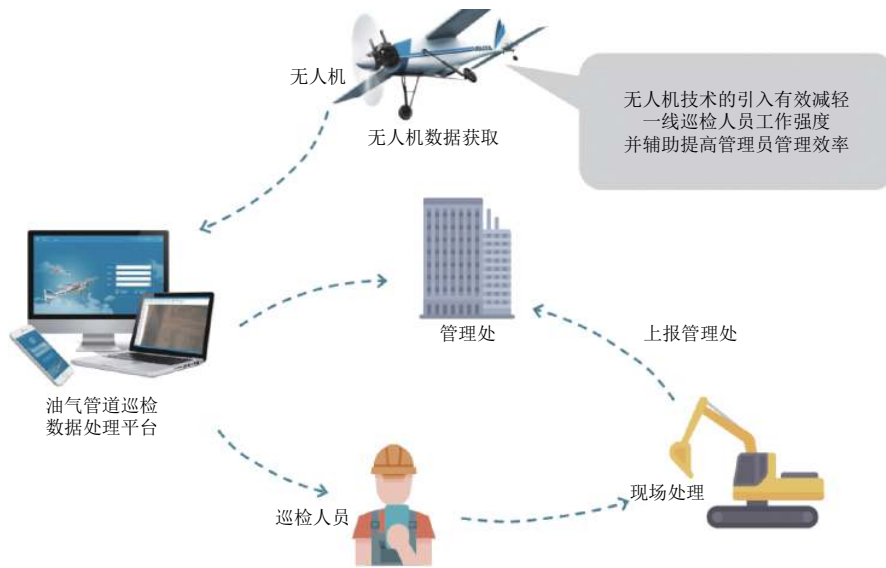 无人机
无人机数据获取
无人机技术的引入有效减轻
一线巡检人员工作强度
并辅助提高管理员管理效率
管理处
上报管理处
油气管道巡检
数据处理平台
巡检人员
现场处理